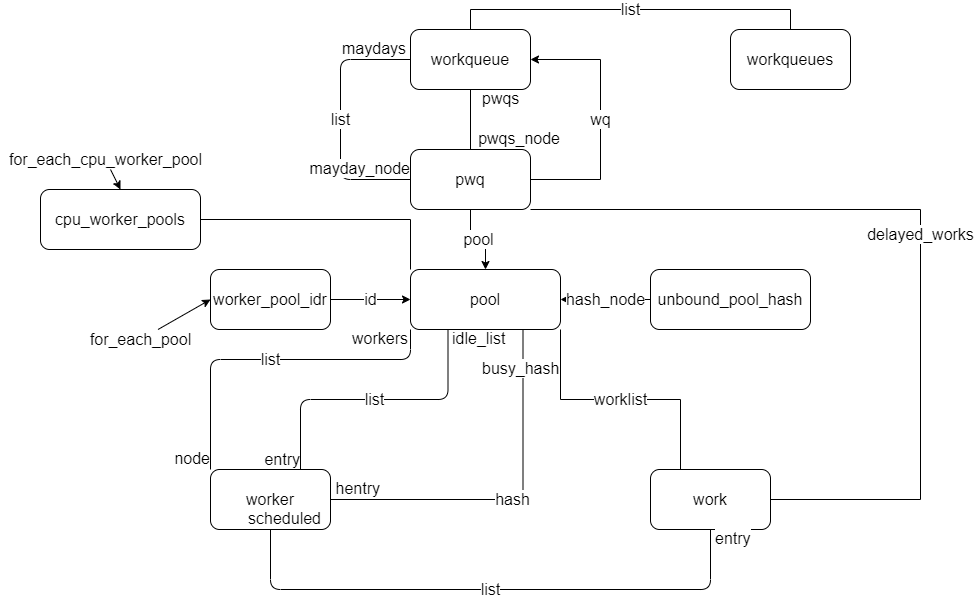 list
maydays
workqueue
workqueues
pwqs
list
wq
pwqs_node
for_each_cpu_worker_pool
mayday_node
pwq
cpu_worker_pools
delayed_works
pool
worker_pool_idr
id
pool
hash_node
unbound_pool_hash
for_each_pool
workers
idle_list
list
busy_hash
list
worklist
node
entry
hentry
worker
scheduled
hash
work
entry
list